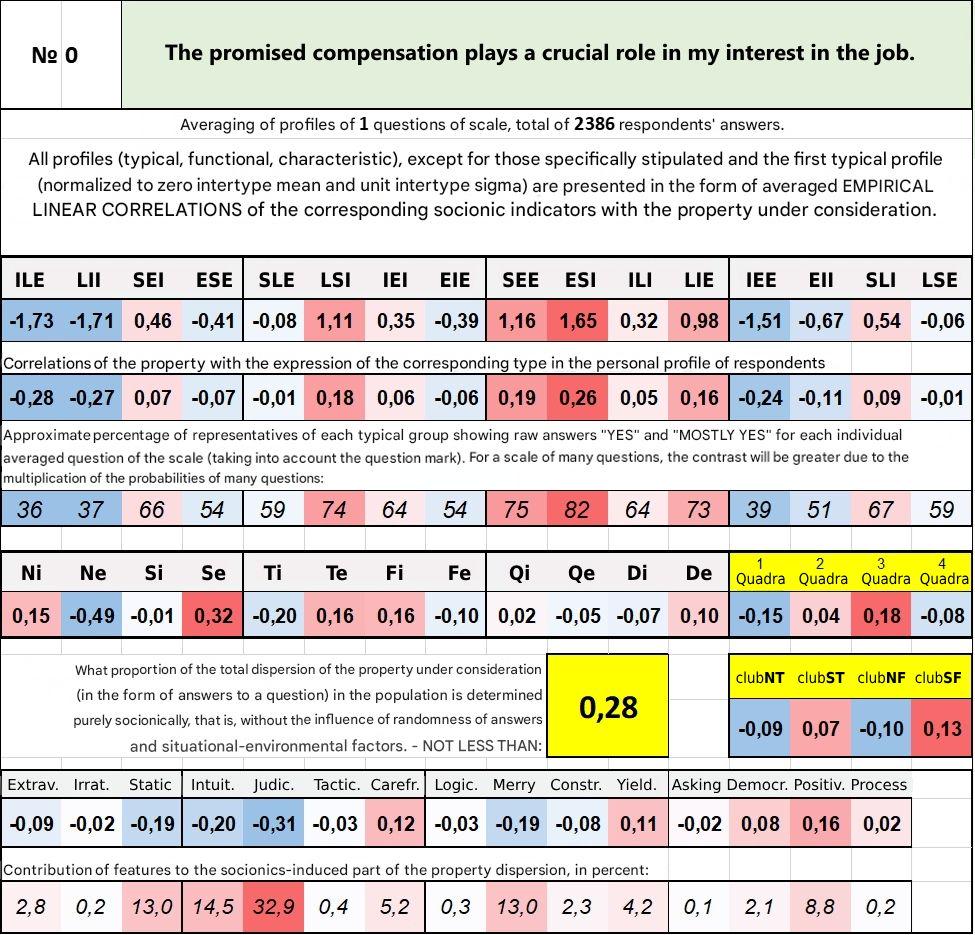 № 0
The promised compensation plays a crucial role in my interest in the job.
Averaging of profiles of 1 questions of scale, total of 2386 respondents' answers.
All profiles (typical, functional, characteristic), except for those specifically stipulated and the first typical profile
(normalized to zero intertype mean and unit intertype sigma) are presented in the form of averaged EMPIRICAL
LINEAR CORRELATIONS of the corresponding socionic indicators with the property under consideration.
ILE LII SEI ESE SLE LSI IEI EIE SEE ESI ILI LIE IEE EII SLI LSE
-1,73 -1,71 0,46 -0,41 -0,08 1,11 0,35 -0,39 1,16 1,65 0,32 0,98 -1,51 -0,67 0,54 -0,06
Correlations of the property with the expression of the corresponding type in the personal profile of respondents
-0,28 -0,27 0,07 -0,07 -0,01 0,18 0,06 -0,06 0,19 0,26 0,05 0,16 -0,24 -0,11 0,09 -0,01
Approximate percentage of representatives of each typical group showing raw answers "YES" and "MOSTLY YES" for each individual
averaged question of the scale (taking into account the question mark). For a scale of many questions, the contrast will be greater due to the
multiplication of the probabilities of many questions:
36 37 66 54 59 74 64 54 75 82 64 73 39 51 67 59
Ni Ne Si Se Ti Te Fi Fe Qi Qe Di De 1 Quadra 2 Quadra 3 Quadra 4 Quadra
0,15 -0,49 -0,01 0,32 -0,20 0,16 0,16 -0,10 0,02 -0,05 -0,07 0,10 -0,15 0,04 0,18 -0,08
What proportion of the total dispersion of the property under consideration
(in the form of answers to a question) in the population is determined
purely socionically, that is, without the influence of randomness of answers
and situational-environmental factors. - NOT LESS THAN:
0,28
clubNT clubST clubNF clubSF
-0,09 0,07 -0,10 0,13
Extrav. Irrat. Static Intuit. Judic. Tactic. Carefr. Logic. Merry Constr. Yield. Asking Democr. Positiv. Process
-0,09 -0,02 -0,19 -0,20 -0,31 -0,03 0,12 -0,03 -0,19 -0,08 0,11 -0,02 0,08 0,16 0,02
Contribution of features to the socionics-induced part of the property dispersion, in percent:
2,8 0,2 13,0 14,5 32,9 0,4 5,2 0,3 13,0 2,3 4,2 0,1 2,1 8,8 0,2